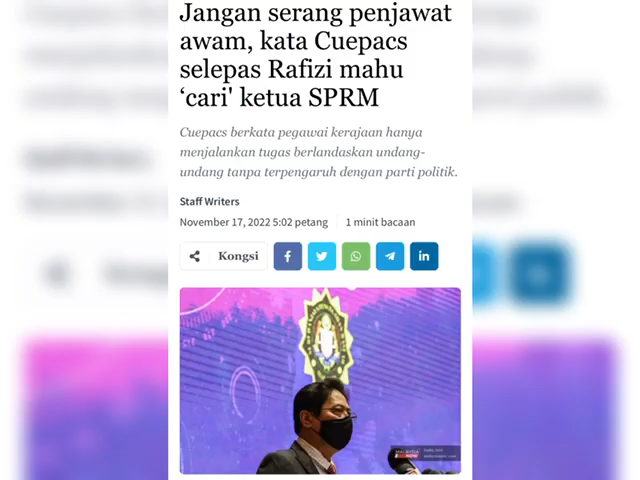 Jangan serang penjawat
awam, kata Cuepacs
selepas Rafizi mahu
‘cari' ketua SPRM
Cuepacs berkata pegawai kerajaan hanya
menjalankan tugas berlandaskan undang-
undang tanpa terpengaruh dengan parti politik.
Staff Writers
November 17, 2022 5:02 petang 1 minit bacaan
Kongsi